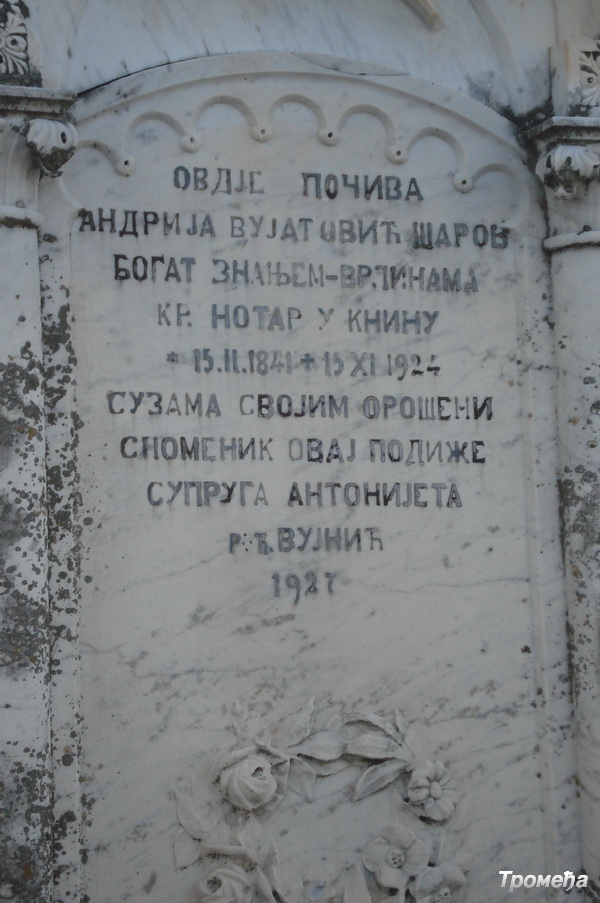 ОВДЈЕ ПОЧИВА
АНДРИЈА ВУЈАТОВИЋ ШАРОВ
БОГАТ ЗНАЊЕМ-ВРЛИНАМА
КР. НОТАР У КНИНУ
* 15.II.1841 + 15 XI 1924
СУЗАМА СВОЈИМ ОРОШЕНИ
СПОМЕНИК ОВАЈ ПОДИЖЕ
СУПРУГА АНТОНИЈЕТА
РОЂ. ВУЈНИЋ
1927
Тромеђа